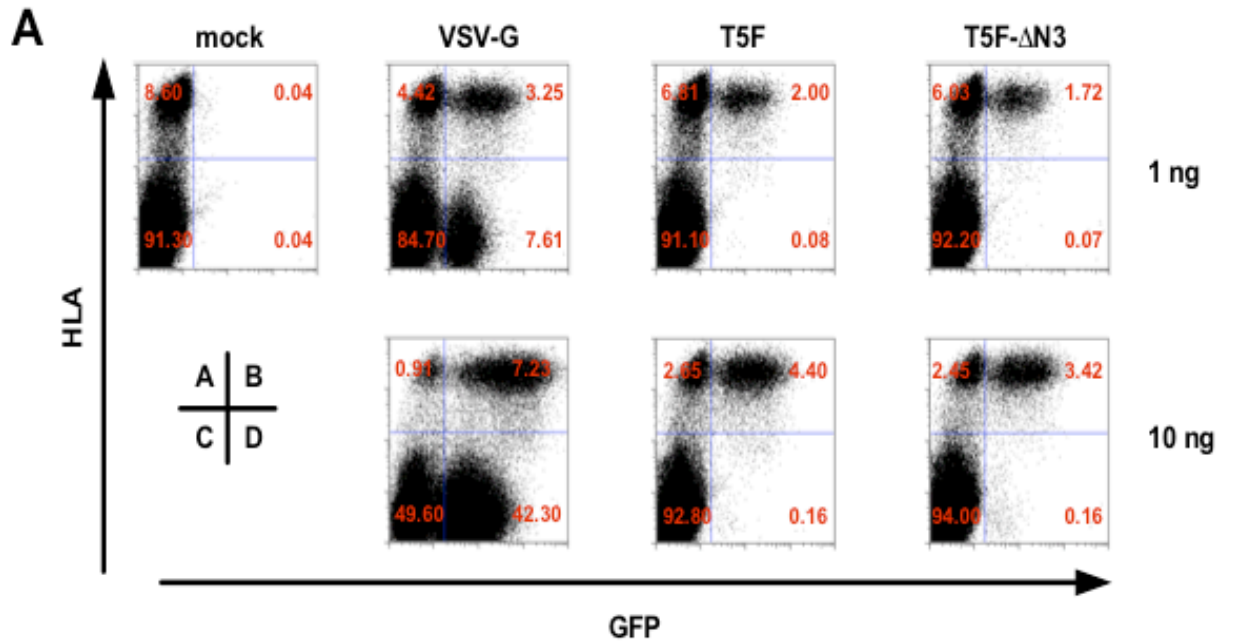 A
mock VSV-G T5F T5F-ΔN3
8.60 0.04 4.42 3.25 6.81 2.00 6.03 1.72
1 ng
91.30 0.04 84.70 7.61 91.10 0.08 92.20 0.07
HLA
A B
C D
0.91 7.23 2.65 4.40 2.45 3.42
10 ng
49.60 42.30 92.80 0.16 94.00 0.16
GFP